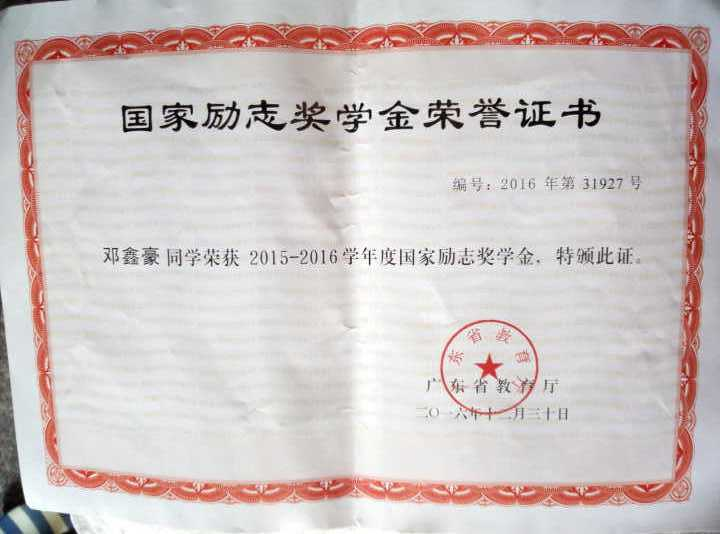 国家励志奖学金荣誉证书
编号：2016 年第 31927 号
邓鑫豪 同学荣获 2015-2016 学年度国家励志奖学金，特颁此证。
东省教育
广东省教育厅
二〇一六年十二月三十日